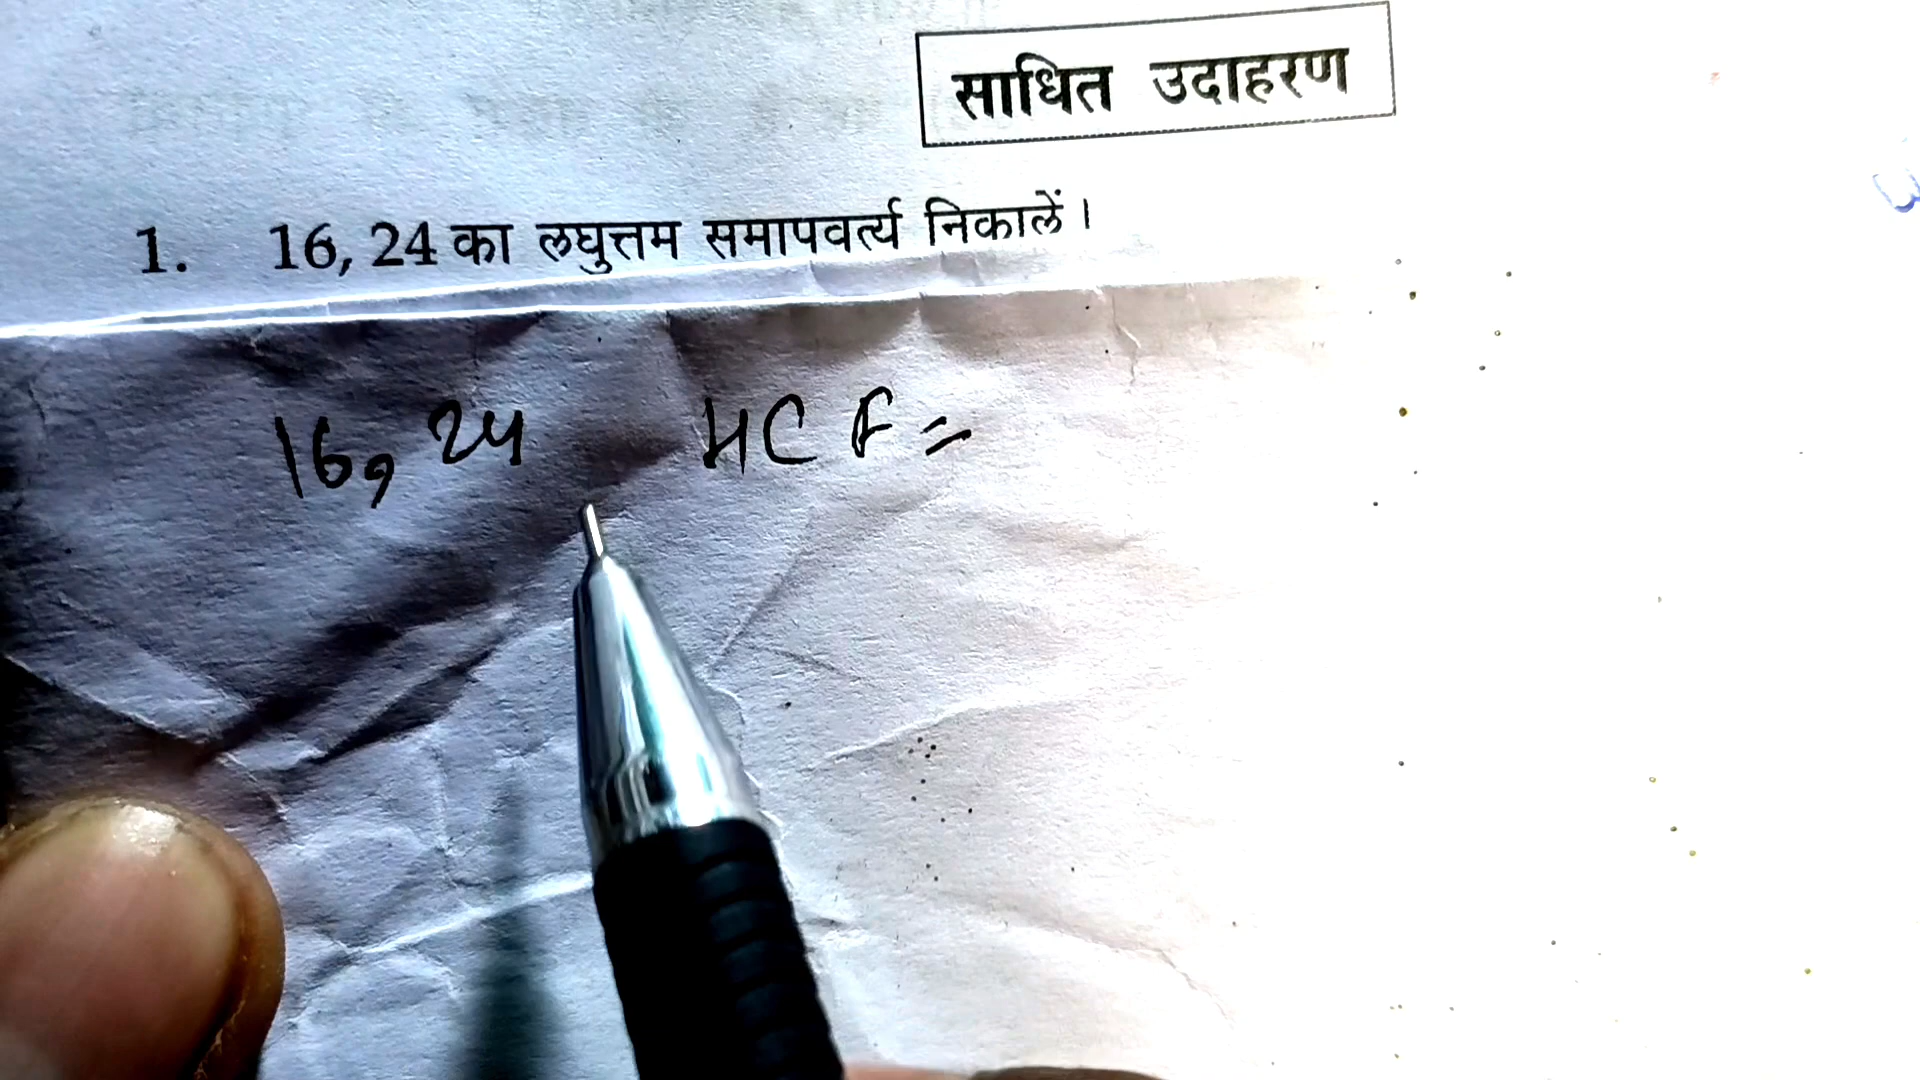 साधित उदाहरण
1. 16, 24 का लघुत्तम समापवर्त्य निकालें।
16, 24 HCF =